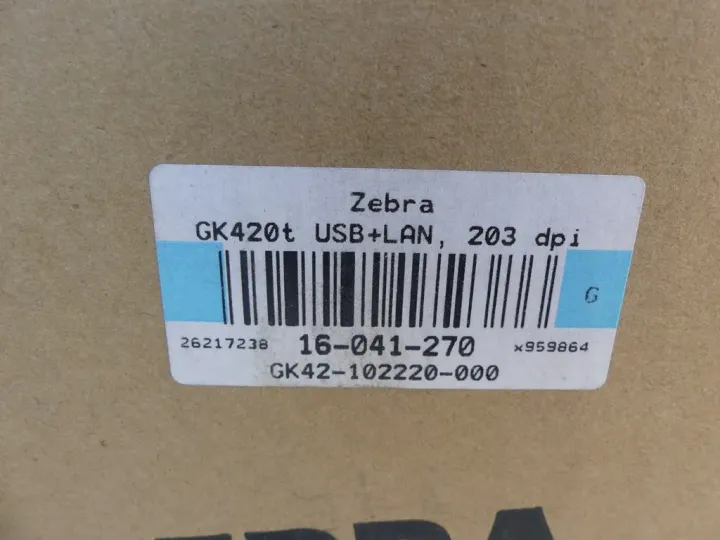 Zebra
GK420t USB+LAN, 203 dpi
G
26217238 16-041-270 x959864
GK42-102220-000